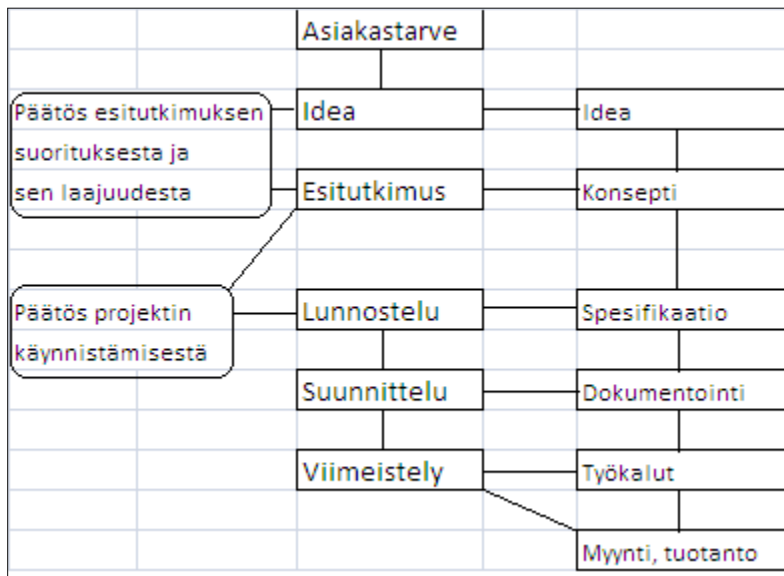 Asiakastarve
Päätös esitutkimuksen
suorituksesta ja
sen laajuudesta
Idea
Idea
Esitutkimus
Konsepti
Päätös projektin
käynnistämisestä
Lunnostelu
Spesifikaatio
Suunnittelu
Dokumentointi
Viimeistely
Työkalut
Myynti, tuotanto